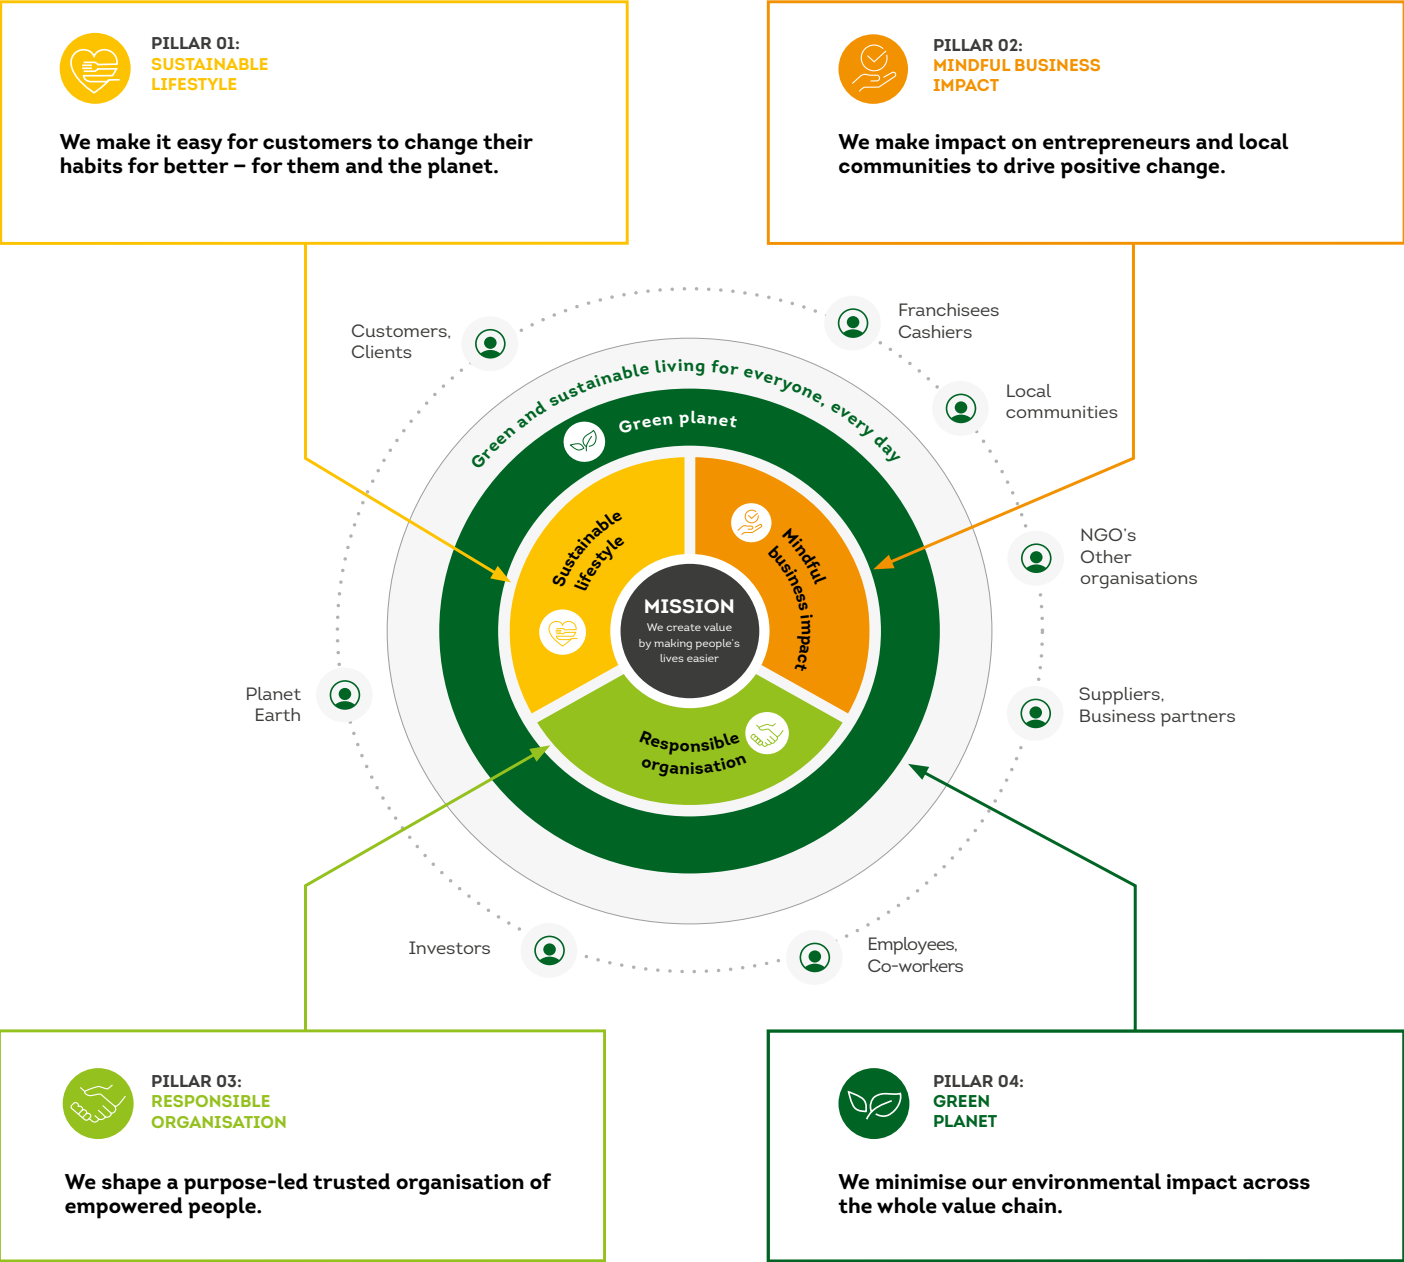 PILLAR 01:
SUSTAINABLE
LIFESTYLE
We make it easy for customers to change their
habits for better – for them and the planet.
PILLAR 02:
MINDFUL BUSINESS
IMPACT
We make impact on entrepreneurs and local
communities to drive positive change.
Customers,
Clients
Franchisees
Cashiers
Local
communities
NGO's
Other
organisations
Suppliers,
Business partners
Planet
Earth
Investors
Employees,
Co-workers
Green and sustainable living for everyone, every day
Green planet
Sustainable
lifestyle
Mindful
business impact
MISSION
We create value
by making people's
lives easier
Responsible
organisation
PILLAR 03:
RESPONSIBLE
ORGANISATION
We shape a purpose-led trusted organisation of
empowered people.
PILLAR 04:
GREEN
PLANET
We minimise our environmental impact across
the whole value chain.